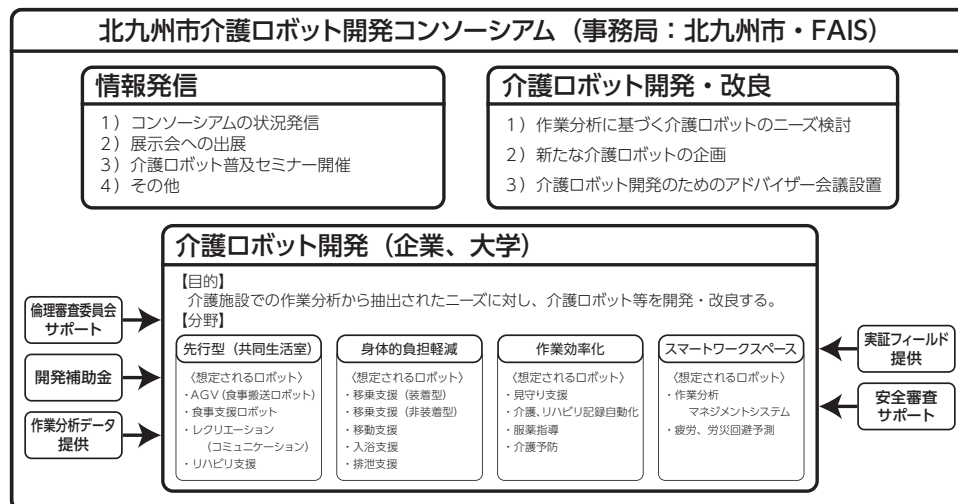 北九州市介護ロボット開発コンソーシアム（事務局：北九州市・FAIS）
情報発信
1）コンソーシアムの状況発信
2）展示会への出展
3）介護ロボット普及セミナー開催
4）その他
介護ロボット開発・改良
1）作業分析に基づく介護ロボットのニーズ検討
2）新たな介護ロボットの企画
3）介護ロボット開発のためのアドバイザー会議設置
介護ロボット開発（企業、大学）
【目的】
介護施設での作業分析から抽出されたニーズに対し、介護ロボット等を開発・改良する。
【分野】
先行型（共同生活室）
〈想定されるロボット〉
・AGV（食事搬送ロボット）
・食事支援ロボット
・レクリエーション
（コミュニケーション）
・リハビリ支援
身体的負担軽減
〈想定されるロボット〉
・移乗支援（装着型）
・移乗支援（非装着型）
・移動支援
・入浴支援
・排泄支援
作業効率化
〈想定されるロボット〉
・見守り支援
・介護、リハビリ記録自動化
・服薬指導
・介護予防
スマートワークスペース
〈想定されるロボット〉
・作業分析
マネジメントシステム
・疲労、労災回避予測
倫理審査委員会
サポート
開発補助金
作業分析データ
提供
実証フィールド
提供
安全審査
サポート